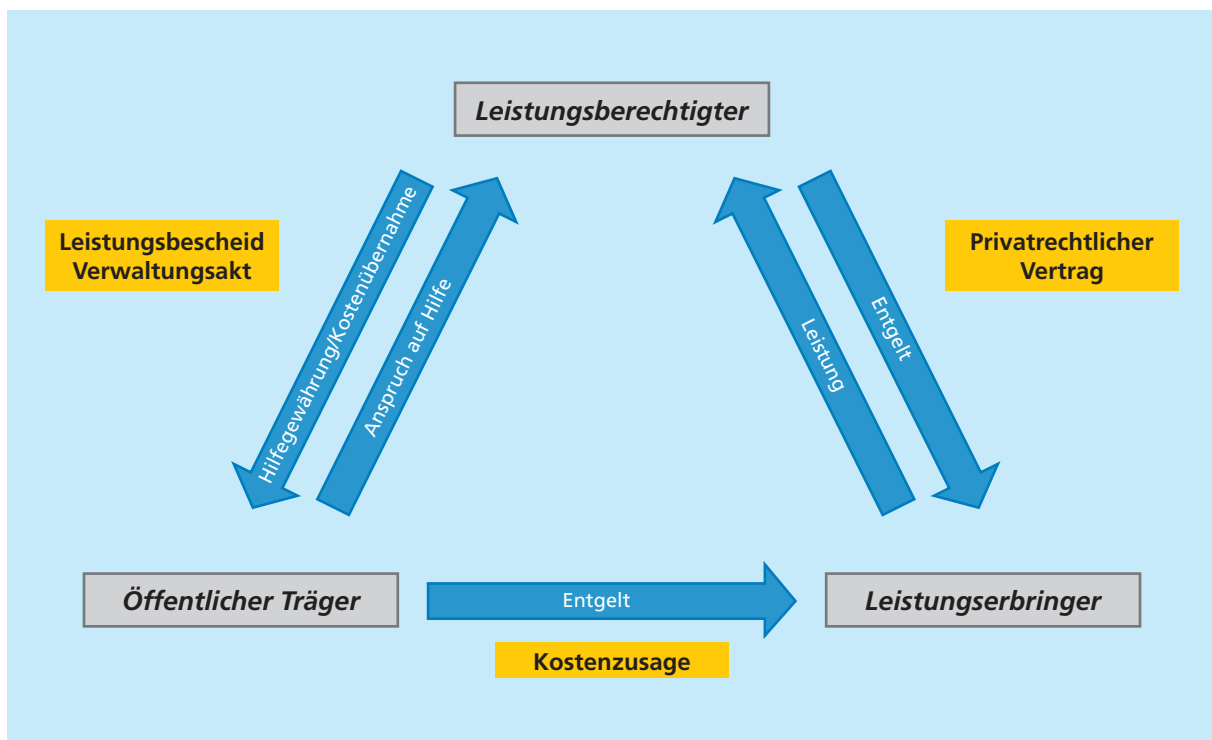 Leistungsberechtigter
Leistungsbescheid
Verwaltungsakt
Hilfegewährung/Kostenübernahme
Anspruch auf Hilfe
Leistung
Entgelt
Privatrechtlicher
Vertrag
Öffentlicher Träger
Entgelt
Leistungserbringer
Kostenzusage